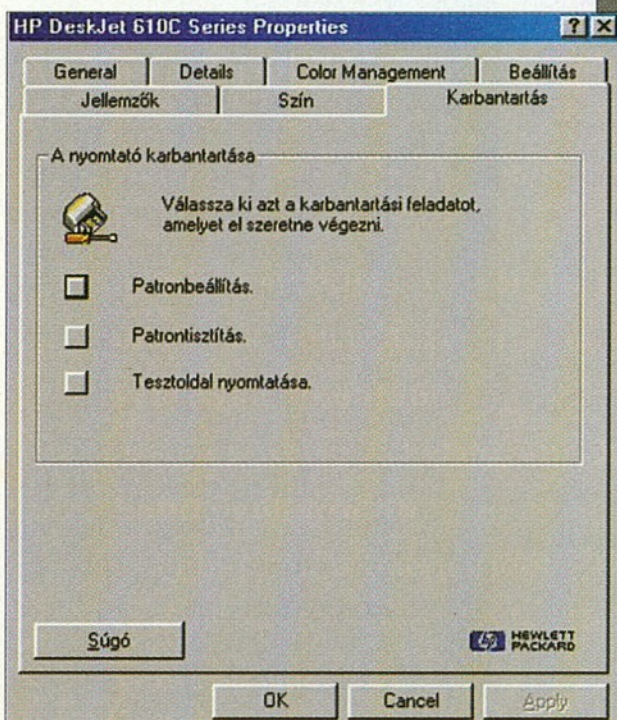 HP DeskJet 610C Series Properties
General Details Color Management Beállítás
Jellemzők Szín Karbantartás
A nyomtató karbantartása
Válassza ki azt a karbantartási feladatot,
amelyet el szeretne végezni.
Patronbeállítás.
Patrontisztítás.
Tesztoldal nyomtatása.
Súgó
hp HEWLETT
PACKARD
OK Cancel Apply